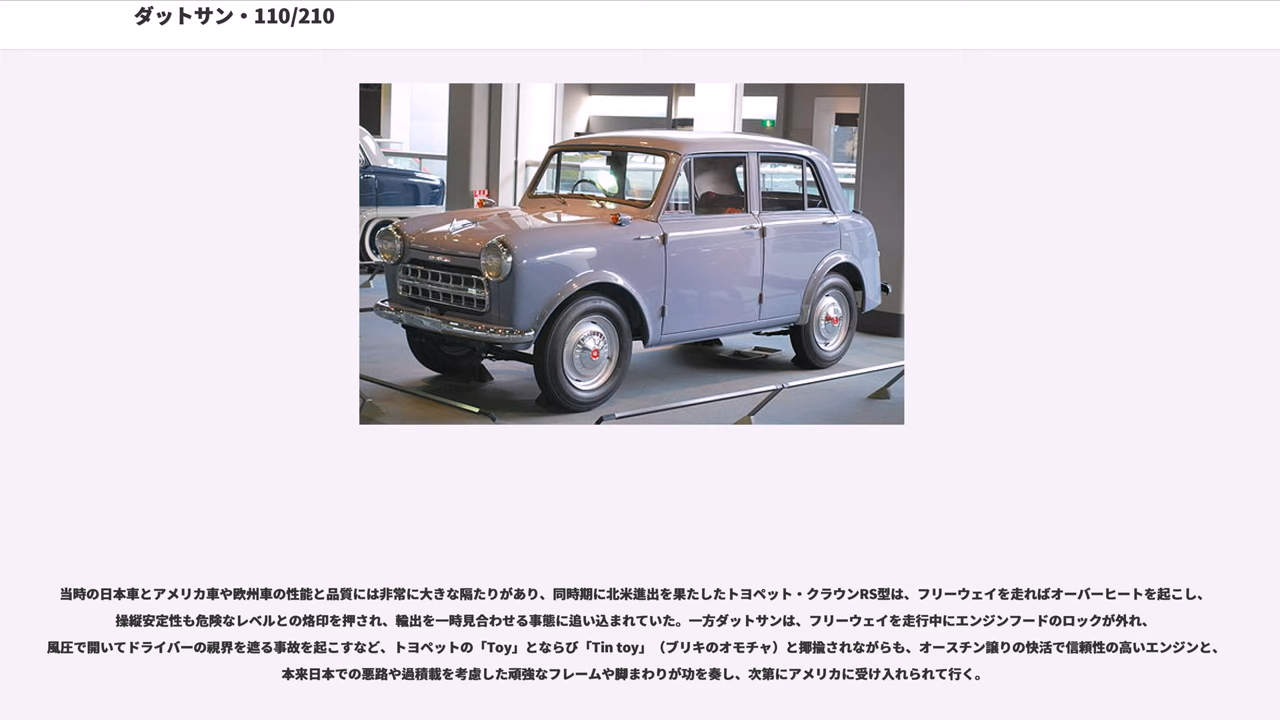 ダットサン・110/210
当時の日本車とアメリカ車や欧州車の性能と品質には非常に大きな隔たりがあり、同時期に北米進出を果たしたトヨペット・クラウンRS型は、フリーウェイを走ればオーバーヒートを起こし、
操縦安定性も危険なレベルとの烙印を押され、輸出を一時見合わせる事態に追い込まれていた。一方ダットサンは、フリーウェイを走行中にエンジンフードのロックが外れ、
風圧で開いてドライバーの視界を遮る事故を起こすなど、トヨペットの「Toy」とならび「Tin toy」（ブリキのオモチャ）と揶揄されながらも、オースチン譲りの快活で信頼性の高いエンジンと、
本来日本での悪路や過積載を考慮した頑強なフレームや脚まわりが功を奏し、次第にアメリカに受け入れられて行く。